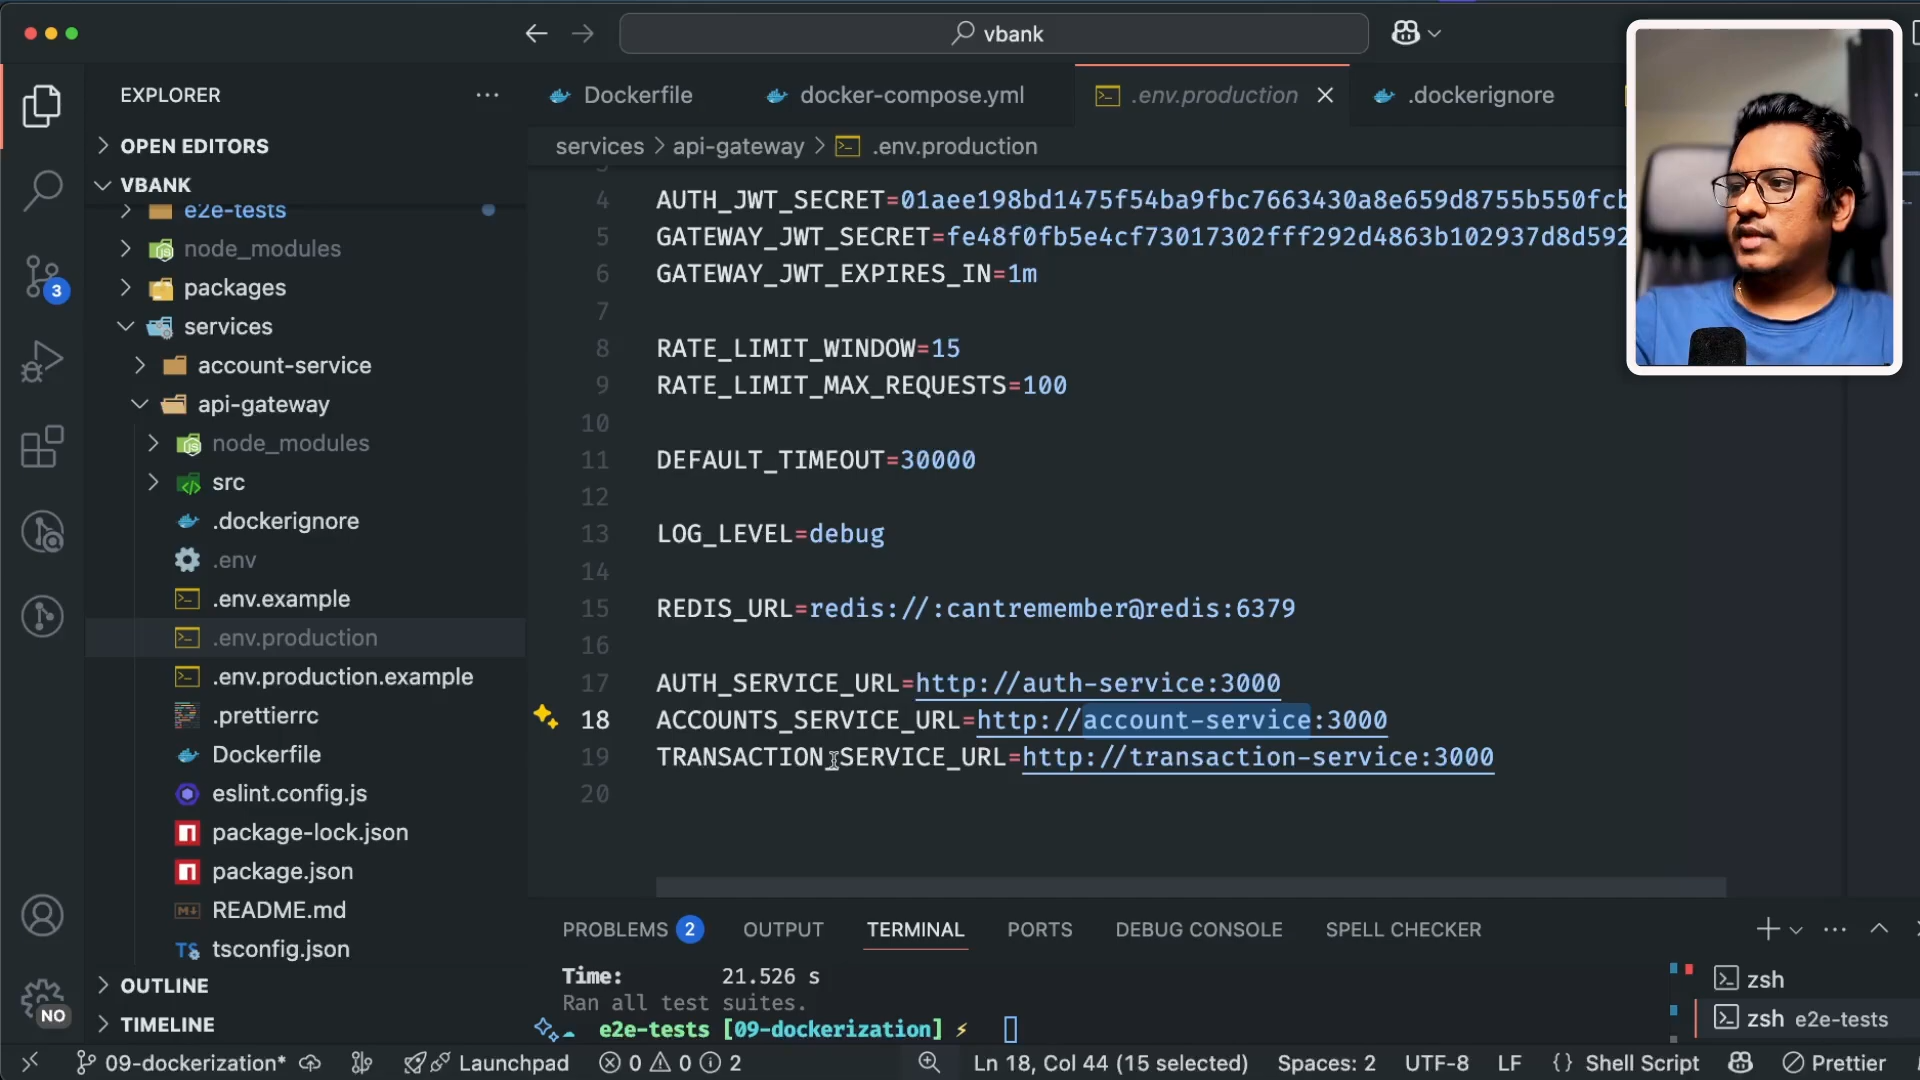 vbank
EXPLORER
OPEN EDITORS
VBANK
e2e-tests
node_modules
packages
services
account-service
api-gateway
node_modules
src
.dockerignore
.env
.env.example
.env.production
.env.production.example
.prettierrc
Dockerfile
eslint.config.js
package-lock.json
package.json
README.md
tsconfig.json
OUTLINE
TIMELINE
3
NO
Dockerfile
docker-compose.yml
.env.production
.dockerignore
services > api-gateway > .env.production
4 AUTH_JWT_SECRET=01aee198bd1475f54ba9fbc7663430a8e659d8755b550fcb
5 GATEWAY_JWT_SECRET=fe48f0fb5e4cf73017302fff292d4863b102937d8d592
6 GATEWAY_JWT_EXPIRES_IN=1m
7
8 RATE_LIMIT_WINDOW=15
9 RATE_LIMIT_MAX_REQUESTS=100
10
11 DEFAULT_TIMEOUT=30000
12
13 LOG_LEVEL=debug
14
15 REDIS_URL=redis://:cantremember@redis:6379
16
17 AUTH_SERVICE_URL=http://auth-service:3000
18 ACCOUNTS_SERVICE_URL=http://account-service:3000
19 TRANSACTION_SERVICE_URL=http://transaction-service:3000
20
PROBLEMS 2 OUTPUT TERMINAL PORTS DEBUG CONSOLE SPELL CHECKER
Time: 21.526 s
Ran all test suites.
e2e-tests [09-dockerization]
zsh
zsh e2e-tests
09-dockerization* Launchpad 0 0 2 Ln 18, Col 44 (15 selected) Spaces: 2 UTF-8 LF {} Shell Script Prettier